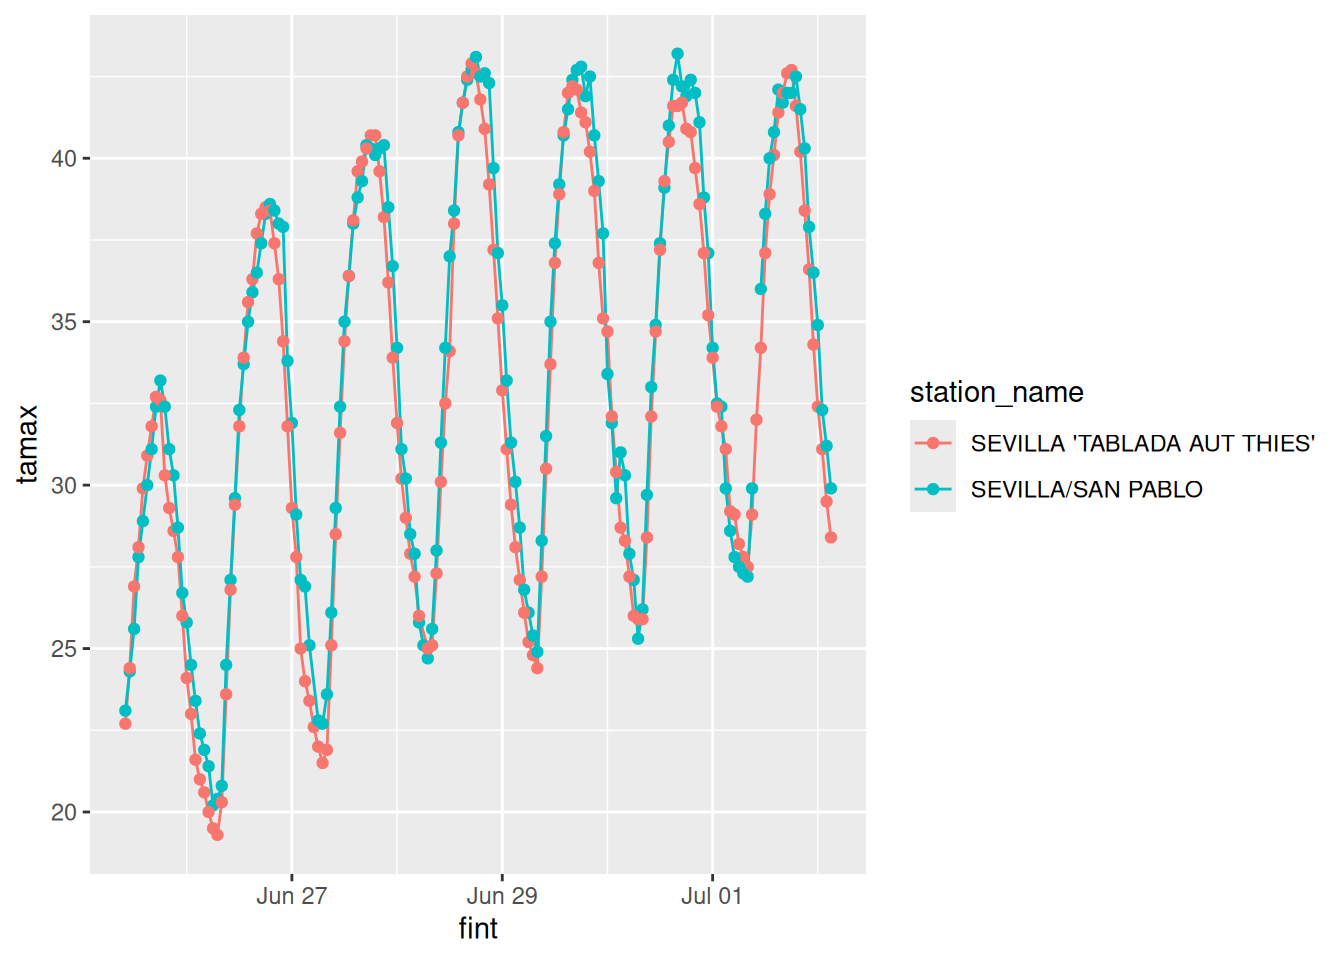 40
35
30
25
20
tamax
Jun 27
Jun 29
Jul 01
fint
station_name
SEVILLA 'TABLADA AUT THIES'
SEVILLA/SAN PABLO